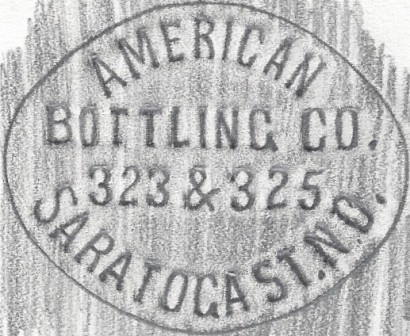 AMERICAN
BOTTLING CO.
323 & 325
SARATOGA ST. N.O.